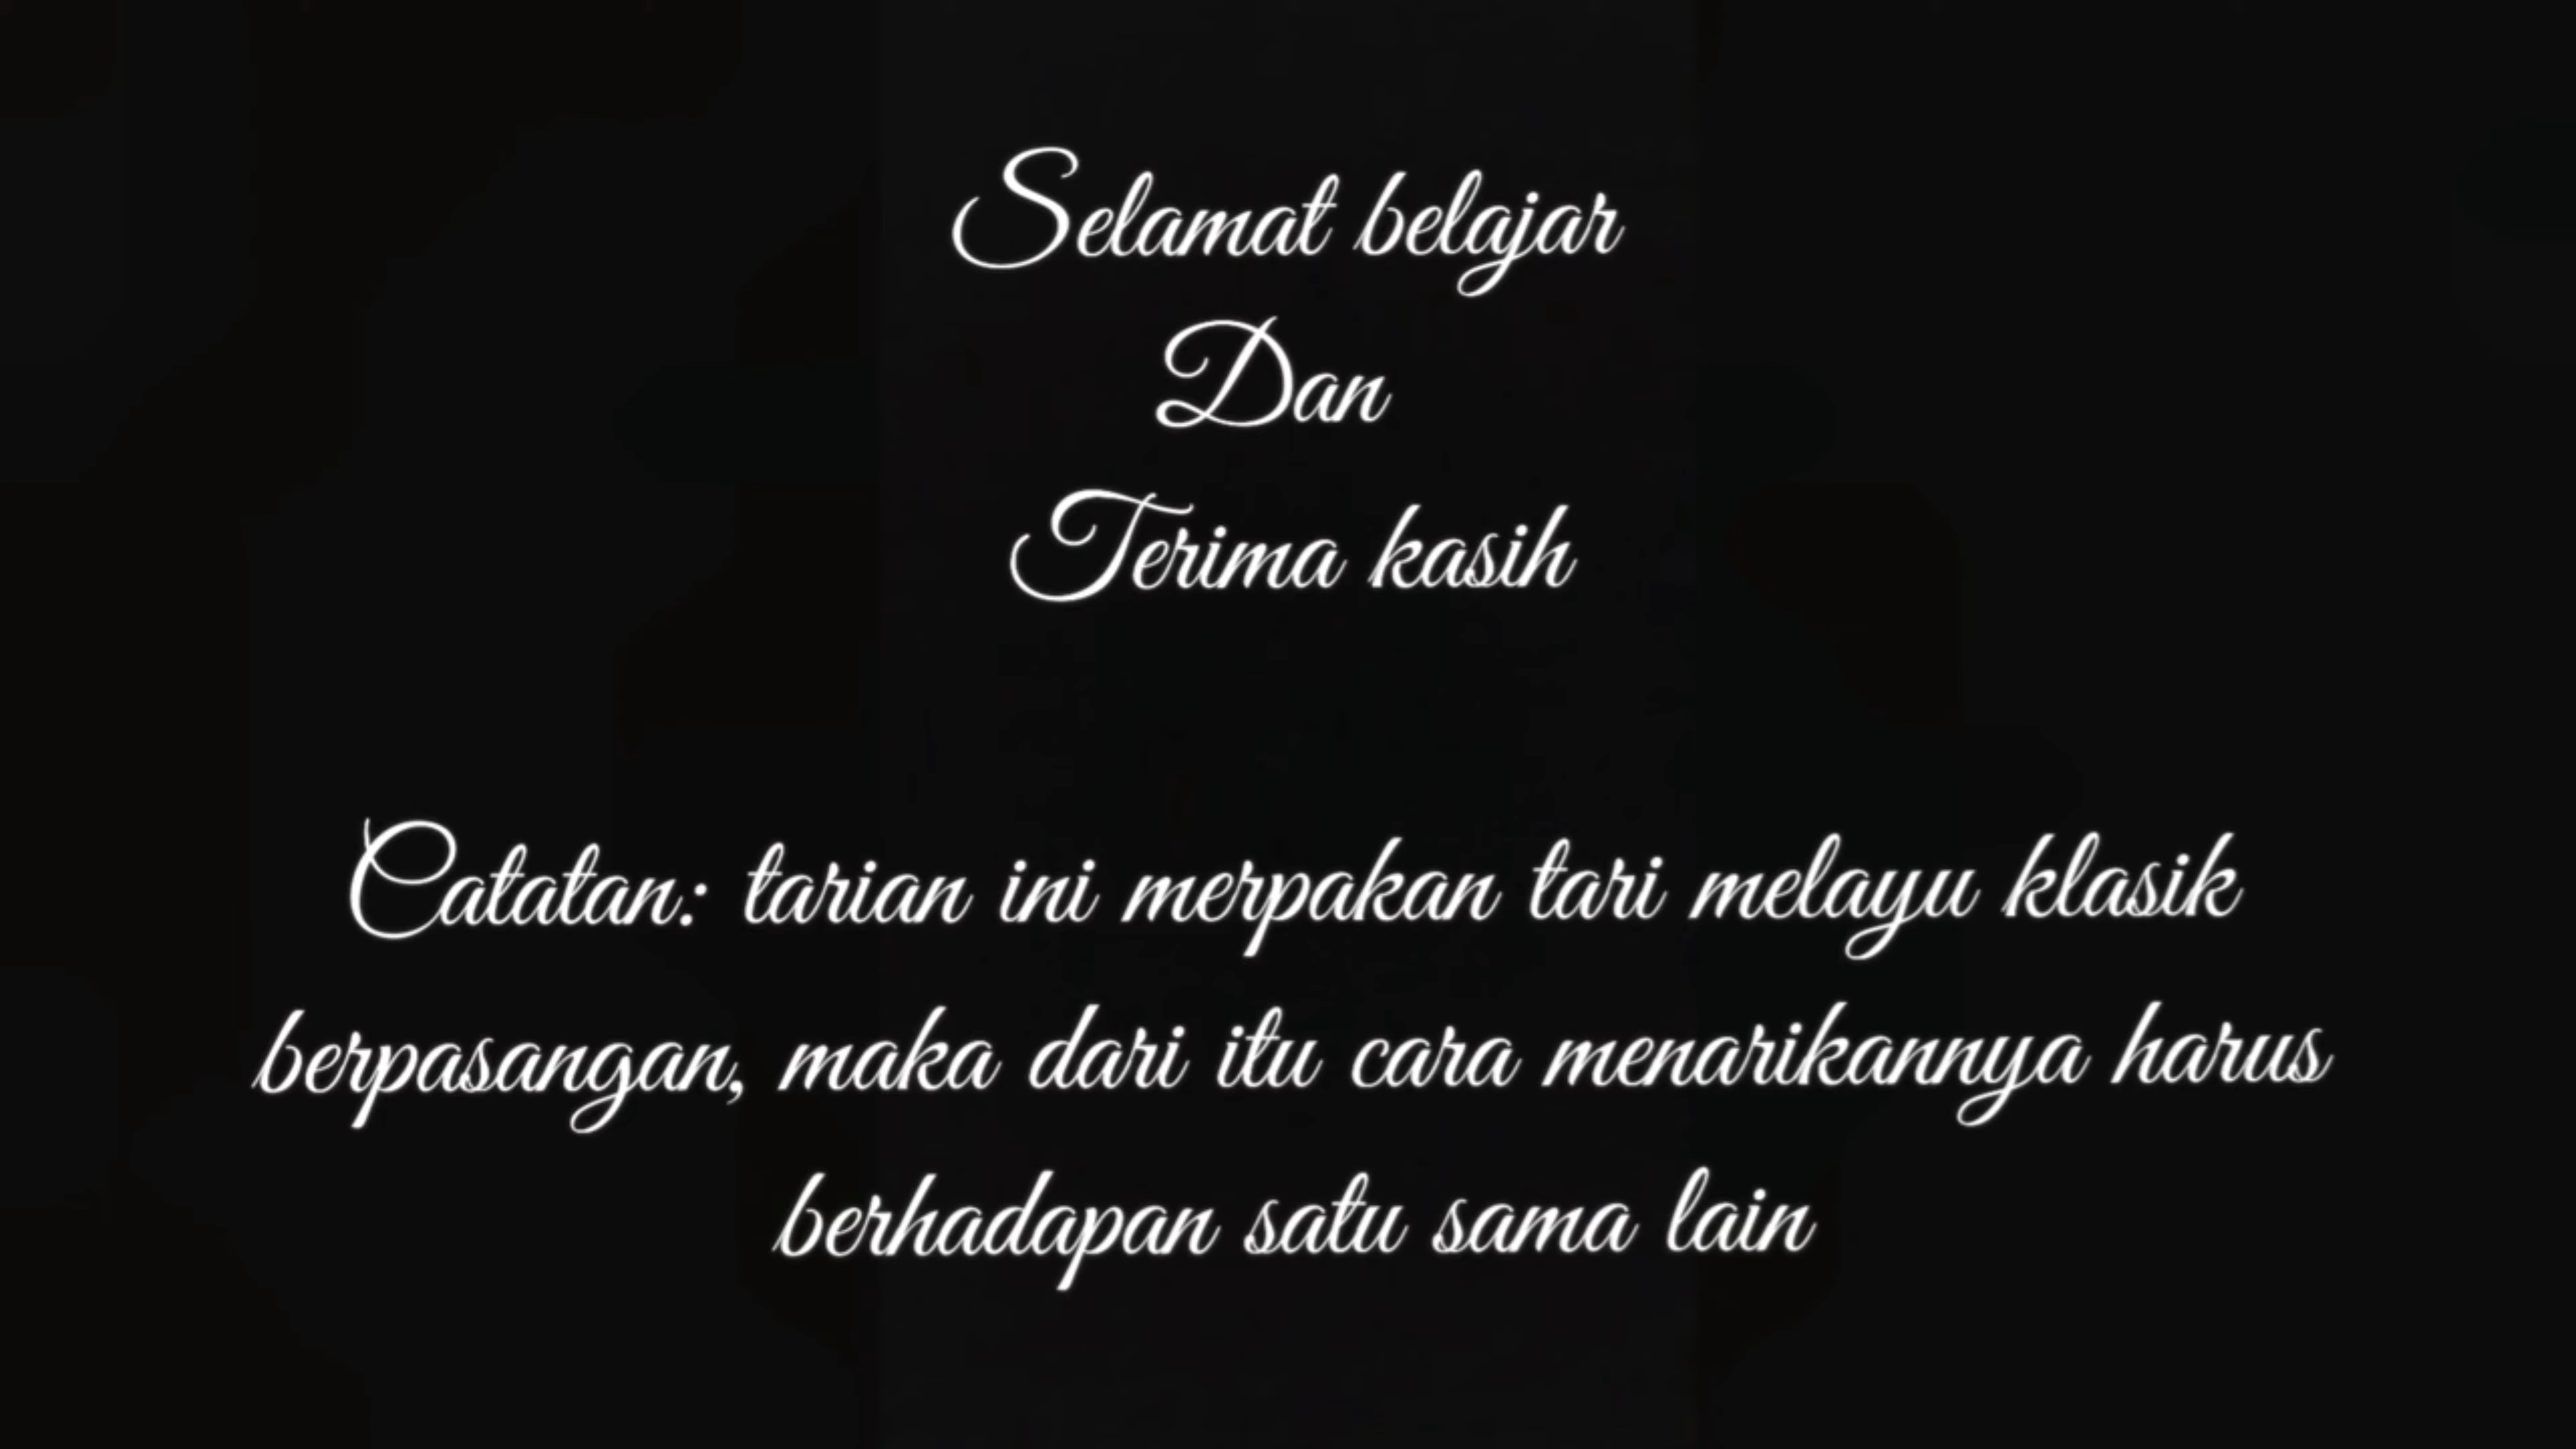 Selamat belajar
Dan
Terima kasih
Catatan: tarian ini merpakan tari melayu klasik
berpasangan, maka dari itu cara menarikannya harus
berhadapan satu sama lain